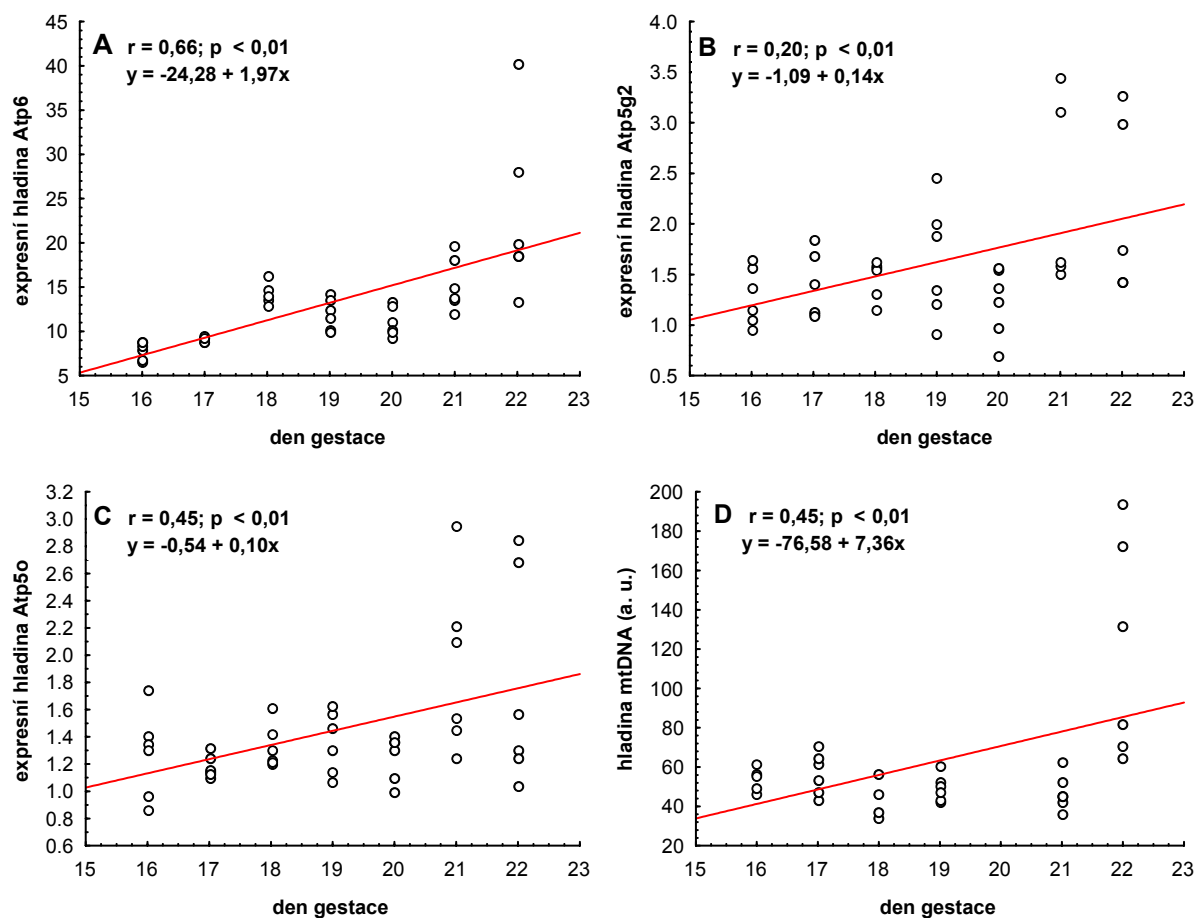 A
r = 0,66; p < 0,01
y = -24,28 + 1,97x
expresní hladina Atp6
45
40
35
30
25
20
15
10
5
15 16 17 18 19 20 21 22 23
den gestace
B
r = 0,20; p < 0,01
y = -1,09 + 0,14x
expresní hladina Atp5g2
4.0
3.5
3.0
2.5
2.0
1.5
1.0
0.5
15 16 17 18 19 20 21 22 23
den gestace
C
r = 0,45; p < 0,01
y = -0,54 + 0,10x
expresní hladina Atp5o
3.2
3.0
2.8
2.6
2.4
2.2
2.0
1.8
1.6
1.4
1.2
1.0
0.8
0.6
15 16 17 18 19 20 21 22 23
den gestace
D
r = 0,45; p < 0,01
y = -76,58 + 7,36x
hladina mtDNA (a. u.)
200
180
160
140
120
100
80
60
40
20
15 16 17 18 19 20 21 22 23
den gestace